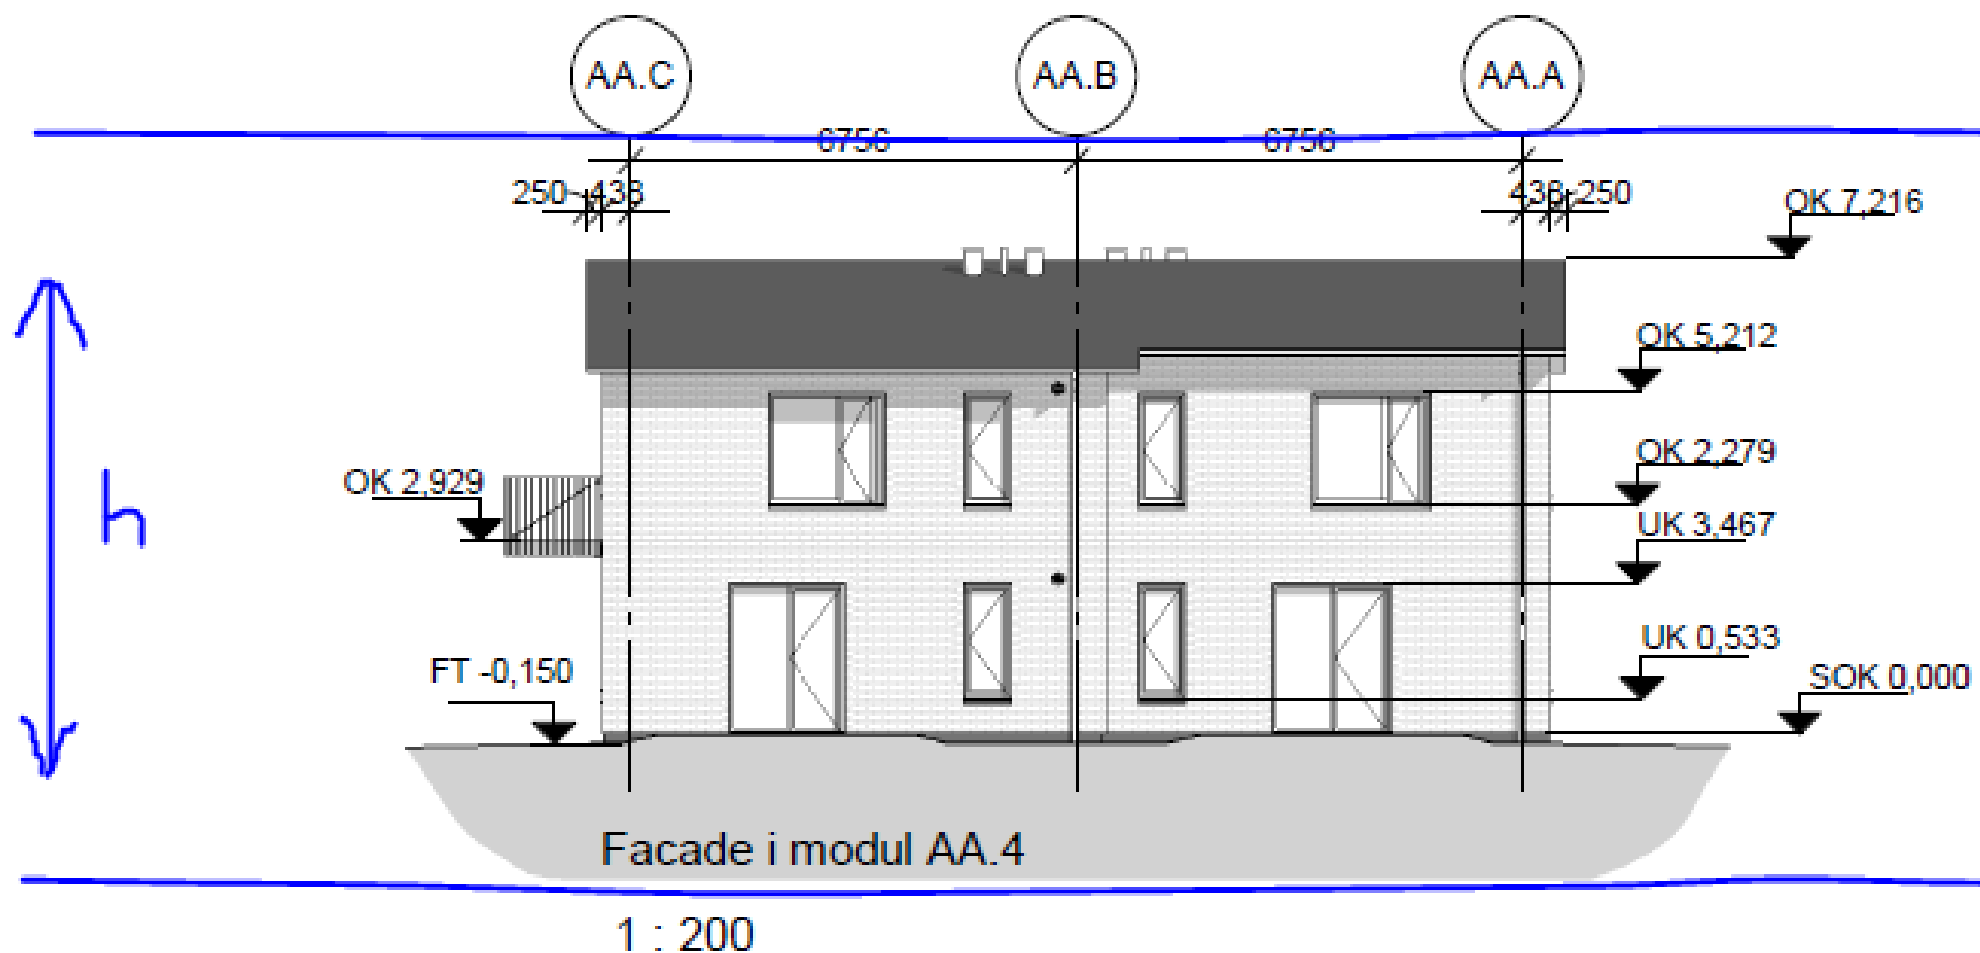 AA.C AA.B AA.A
6756 6756
250 438 438 250
OK 7,216
OK 5,212
OK 2,279
OK 2,929
UK 3,467
h
UK 0,533
FT -0,150
SOK 0,000
Facade i modul AA.4
1 : 200